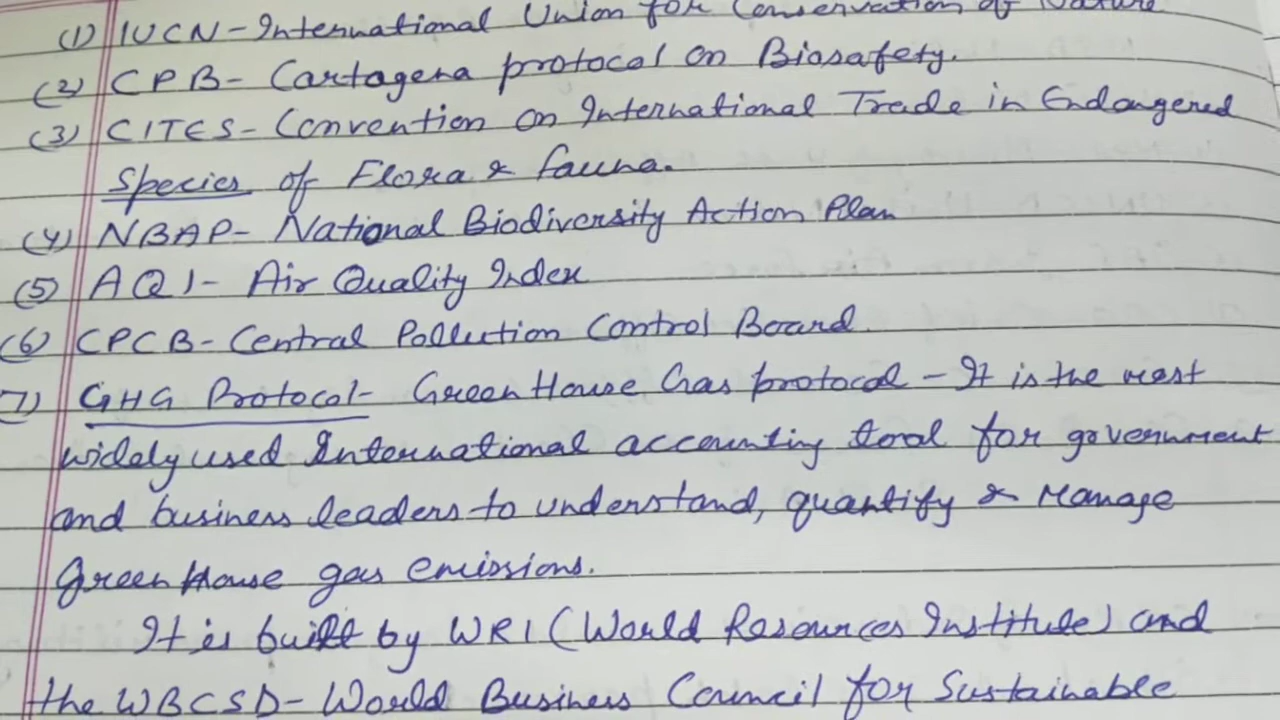 (1) IUCN - International Union for Conservation of Nature
(2) CPB - Cartagena protocal on Biosafety.
(3) CITES - Convention on International Trade in Endangered
Species of Flora & fauna.
(4) NBAP - National Biodiversity Action Plan
(5) AQI - Air Quality Index
(6) CPCB - Central Pollution Control Board.
7) GHG Protocol - Green House Gas protocol - It is the most
widely used International accounting tool for government
and business leaders to understand, quantify & Manage
Green House gas emissions.
It is built by WRI (World Resources Institute) and
the WBCSD - World Business Council for Sustainable